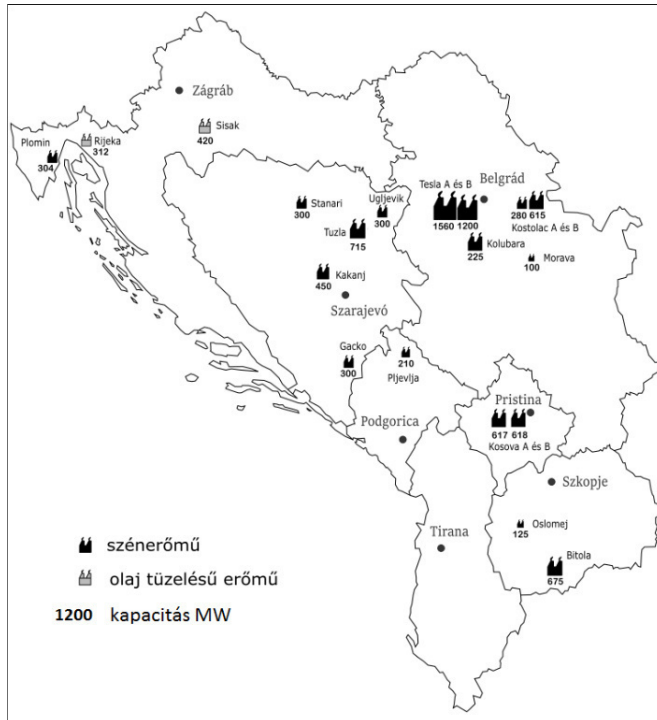 Zágráb
Sisak
420
Plomin
304
Rijeka
312
Stanari
300
Ugljevik
300
Tuzla
715
Kakanj
450
Szarajevó
Gacko
300
Tesla A és B
1560 1200
Belgrád
280 615
Kostolac A és B
Kolubara
225
Morava
100
210
Pljevlja
Podgorica
Pristina
617 618
Kosova A és B
Szkopje
Oslomej
125
Bitola
675
Tirana
szénerőmű
olaj tüzelésű erőmű
1200 kapacitás MW